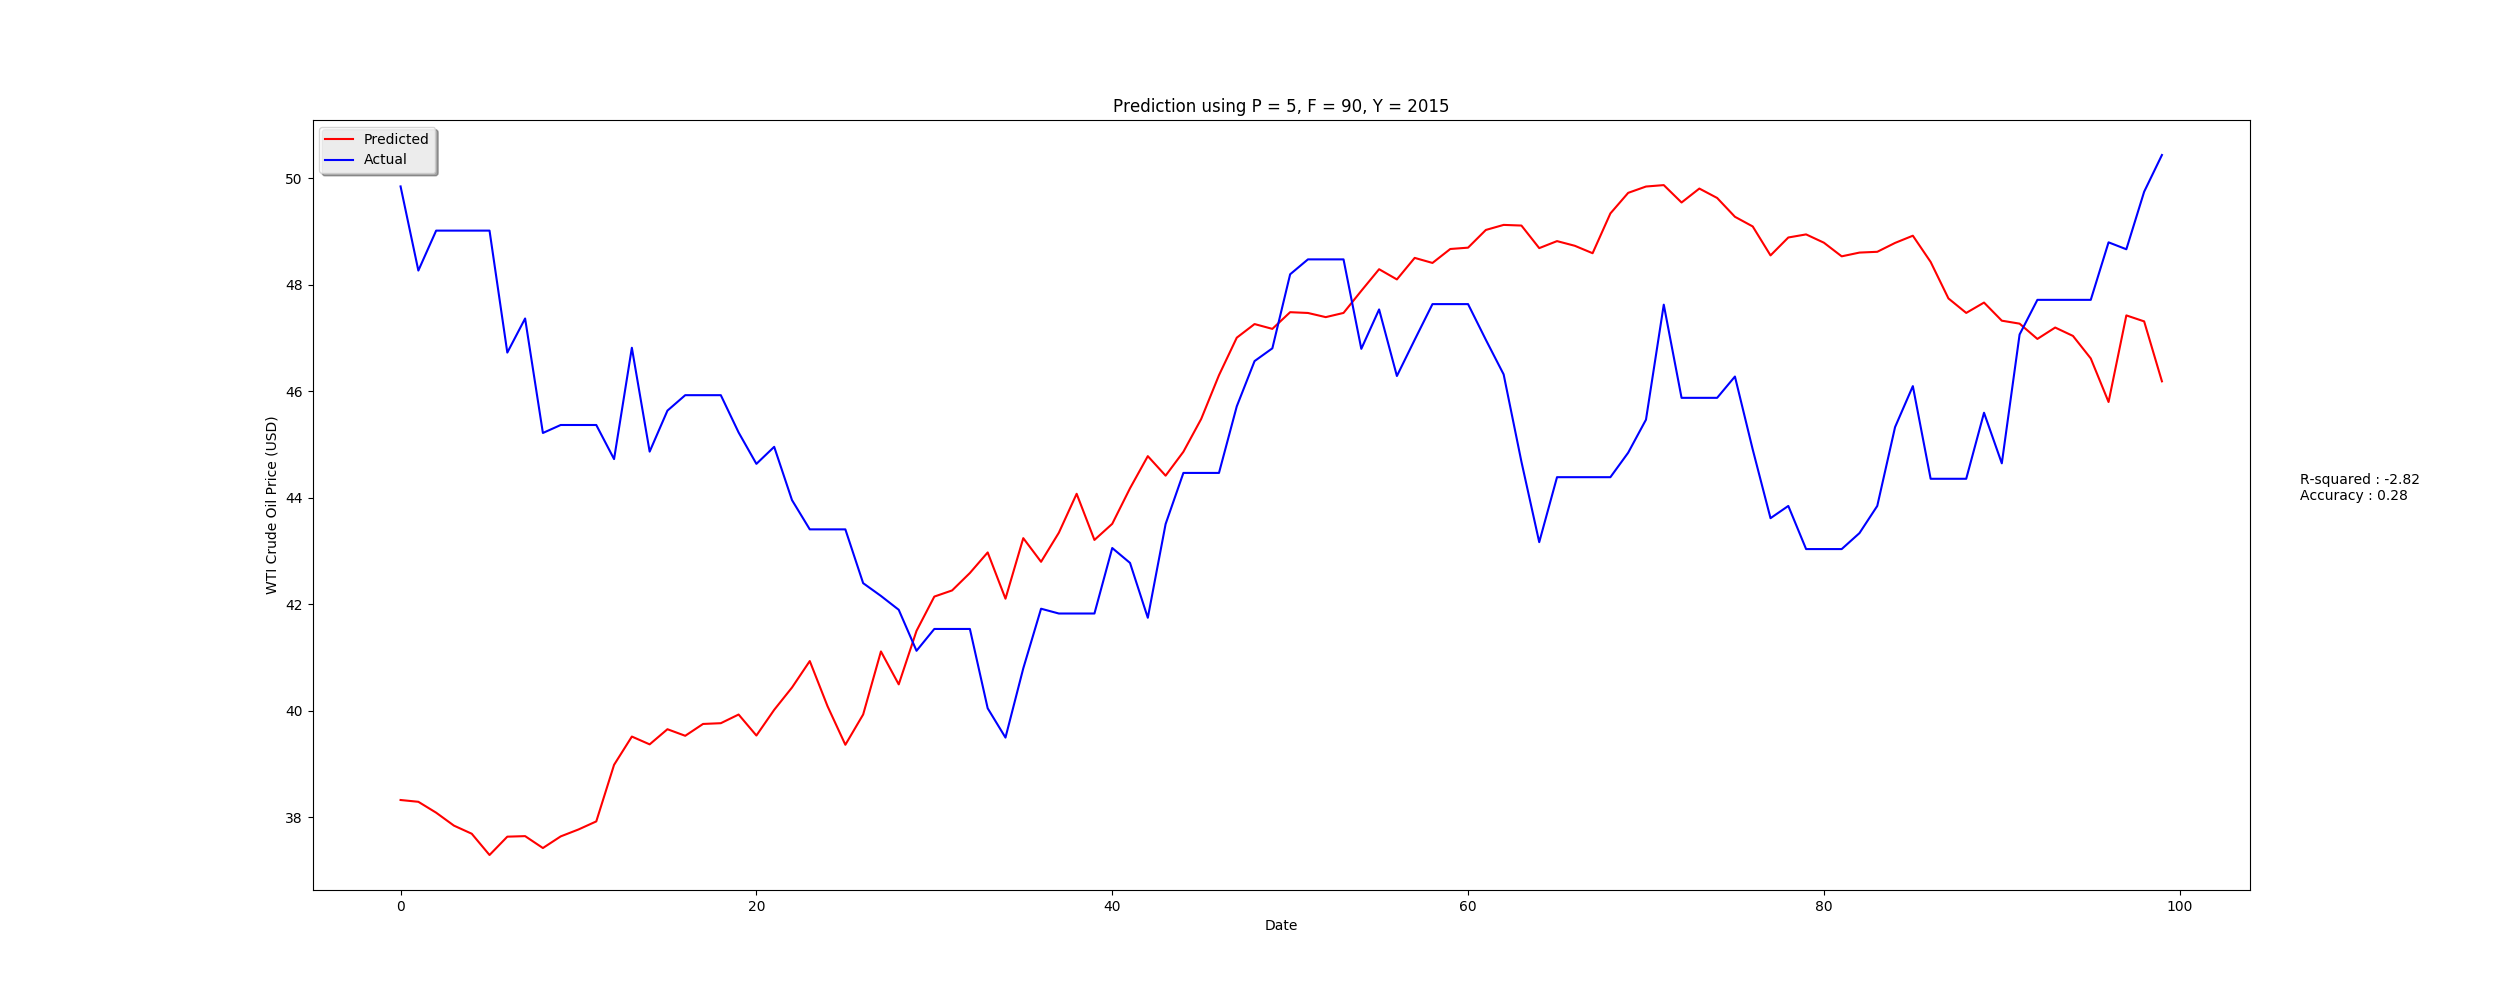 Prediction using P = 5, F = 90, Y = 2015
Predicted
Actual
50
48
46
44
42
40
38
WTI Crude Oil Price (USD)
0
20
40
60
80
100
Date
R-squared : -2.82
Accuracy : 0.28